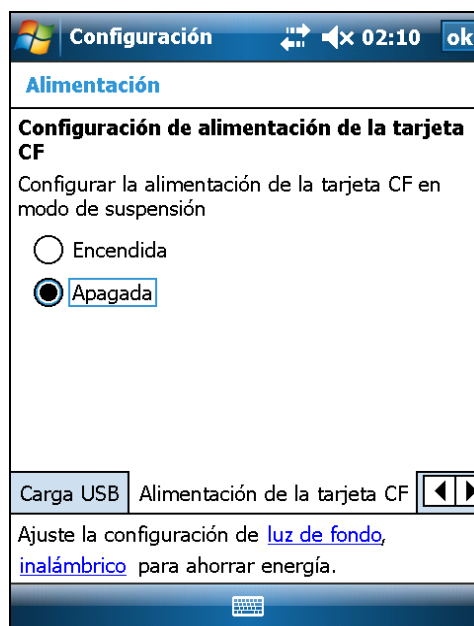 Configuración 02:10 ok
Alimentación
Configuración de alimentación de la tarjeta
CF
Configurar la alimentación de la tarjeta CF en
modo de suspensión
Encendida
Apagada
Carga USB Alimentación de la tarjeta CF
Ajuste la configuración de luz de fondo,
inalámbrico para ahorrar energía.